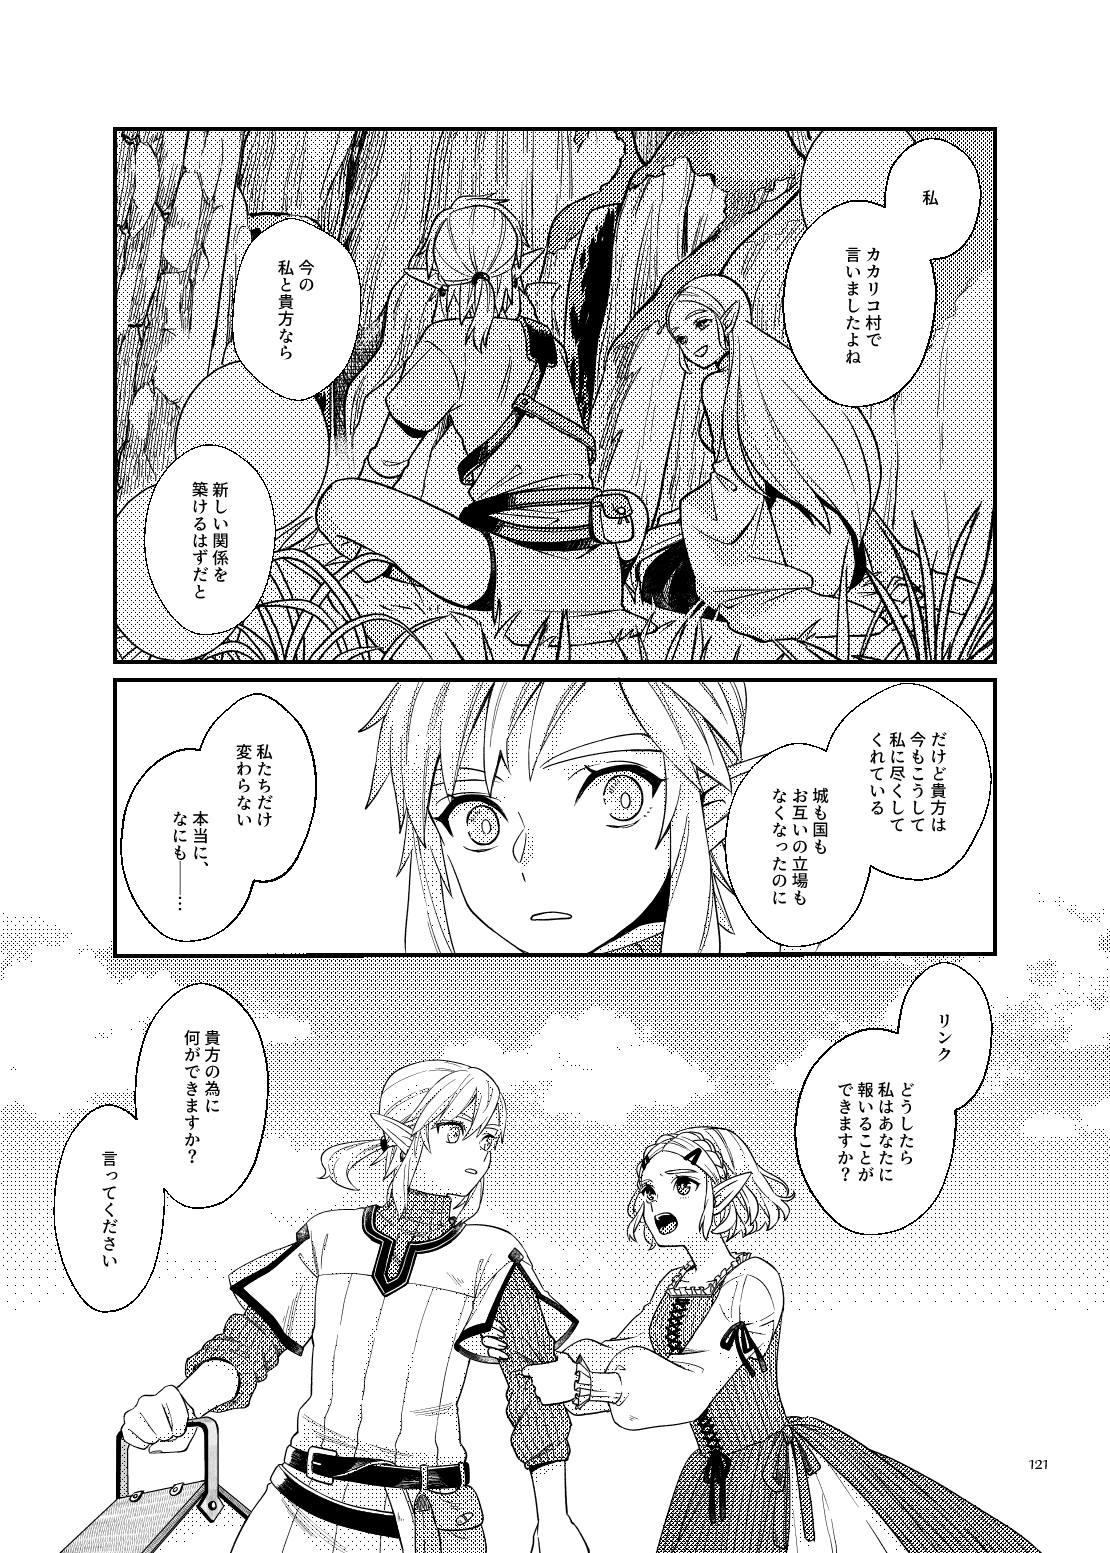 私
カカリコ村で
言いましたよね
今の
私と貴方なら
新しい関係を
築けるはずだと
だけど貴方は
今もこうして
私に尽くして
くれている
城も国も
お互いの立場も
なくなったのに
私たちだけ
変わらない
本当に、
なにも───…
リンク
どうしたら
私はあなたに
報いることが
できますか？
貴方の為に
何ができますか？
言ってください
121